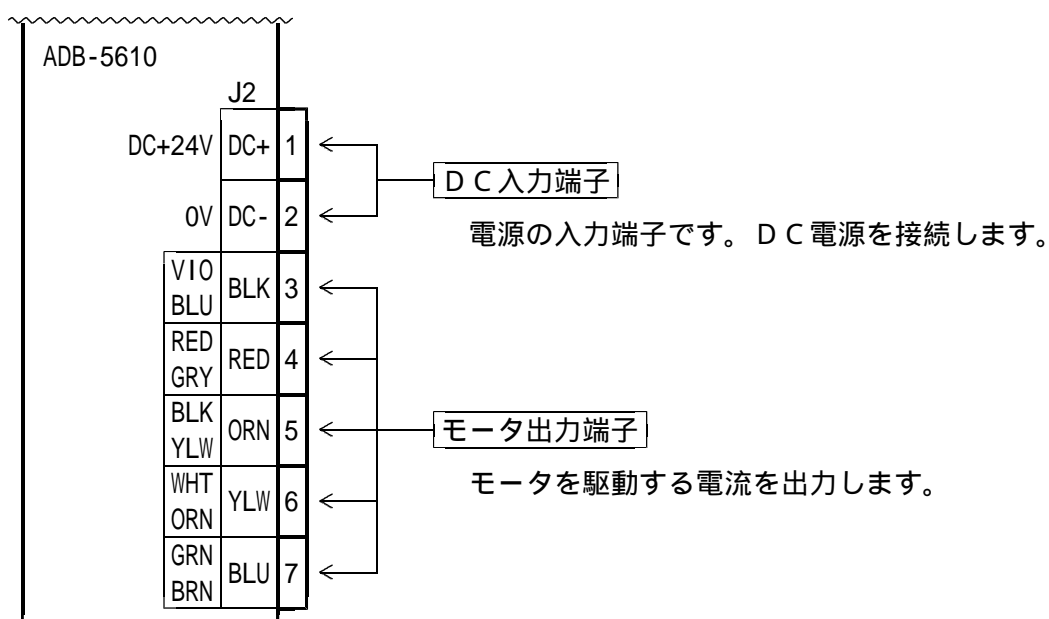 ADB-5610
J2
DC+24V DC+ 1
DC入力端子
0V DC- 2
電源の入力端子です。DC電源を接続します。
VIO
BLU
BLK 3
RED
GRY
RED 4
BLK
YLW
ORN 5
モータ出力端子
WHT
ORN
YLW 6
モータを駆動する電流を出力します。
GRN
BRN
BLU 7